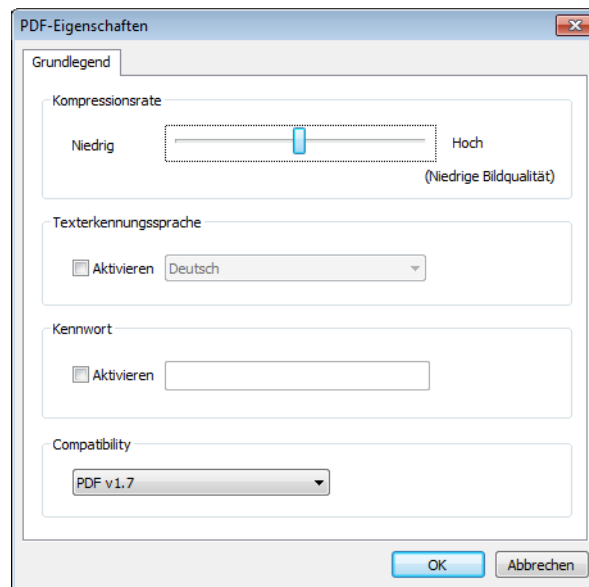 PDF-Eigenschaften
Grundlegend
Kompressionsrate
Niedrig Hoch
(Niedrige Bildqualität)
Texterkennungssprache
Aktivieren Deutsch
Kennwort
Aktivieren
Compatibility
PDF v1.7
OK Abbrechen